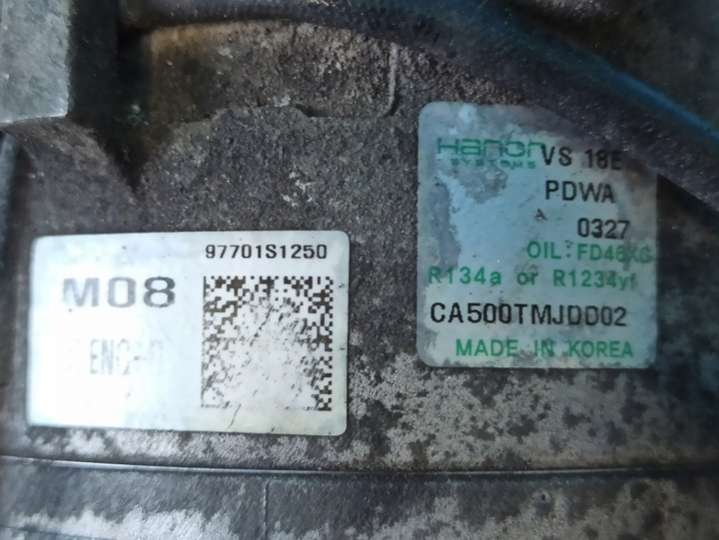 97701S1250
M08
Hanon
SYSTEMS
VS 18E
PDWA
0327
OIL: FD46XG
R134a or R1234yf
CA500TMJDD02
MADE IN KOREA